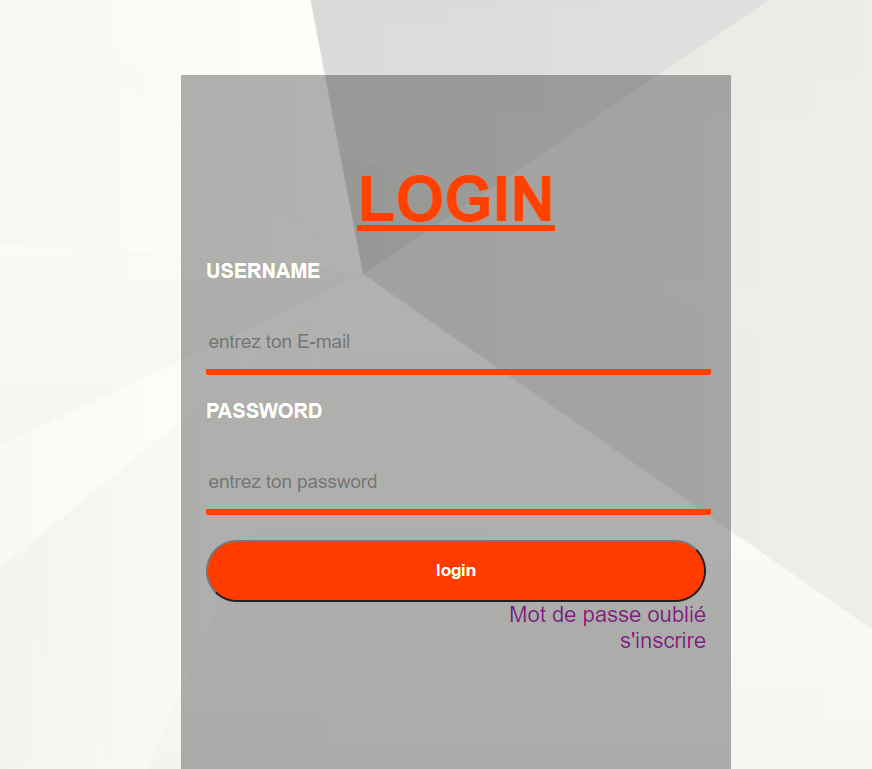 LOGIN
USERNAME
entrez ton E-mail
PASSWORD
entrez ton password
login
Mot de passe oublié
s'inscrire